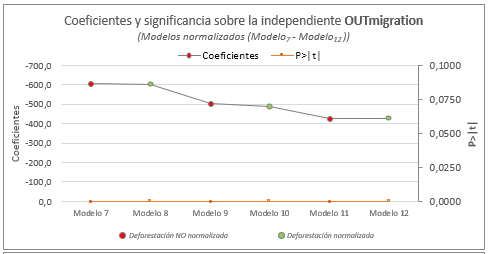 Coeficientes y significancia sobre la independiente OUTmigration
(Modelos normalizados (Modelo7 - Modelo12))
Coeficientes P>|t|
-700,0
-600,0
-500,0
-400,0
-300,0
-200,0
-100,0
0,0
Coeficientes
0,1000
0,0750
0,0500
0,0250
0,0000
P>|t|
Modelo 7 Modelo 8 Modelo 9 Modelo 10 Modelo 11 Modelo 12
Deforestación NO normalizada Deforestación normalizada